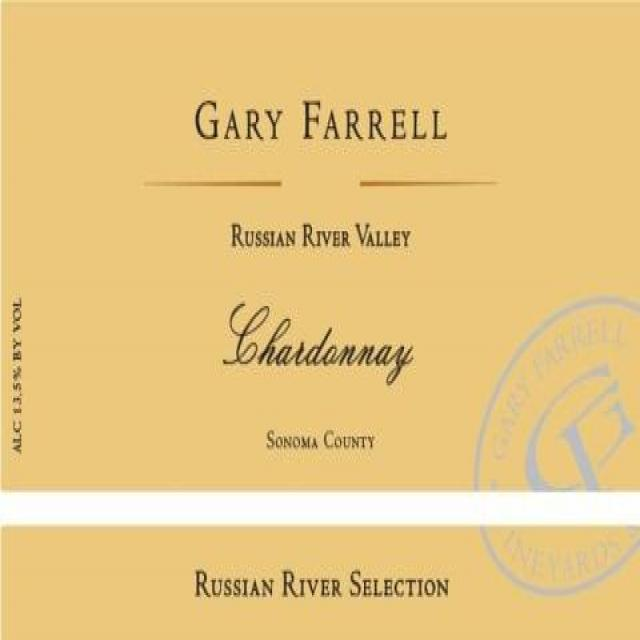 GARY FARRELL
RUSSIAN RIVER VALLEY
Chardonnay
SONOMA COUNTY
ALC 13.5% BY VOL
GARY FARRELL
GF
VINEYARDS &
RUSSIAN RIVER SELECTION